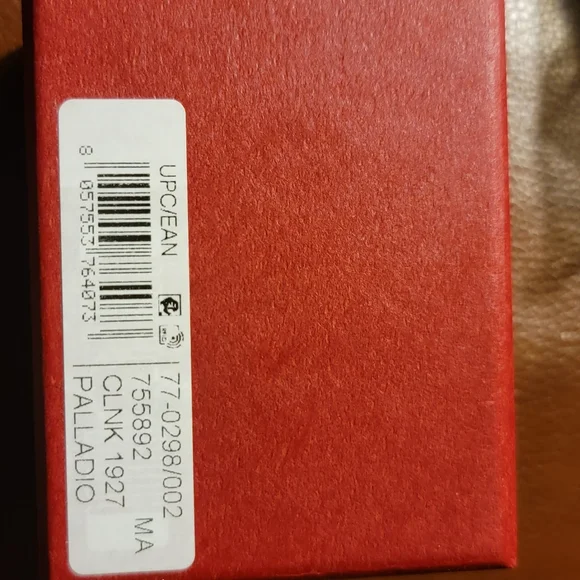 UPC/EAN
8 057553 764073
77-0298/002
755892 MA
CLNK 1927
PALLADIO